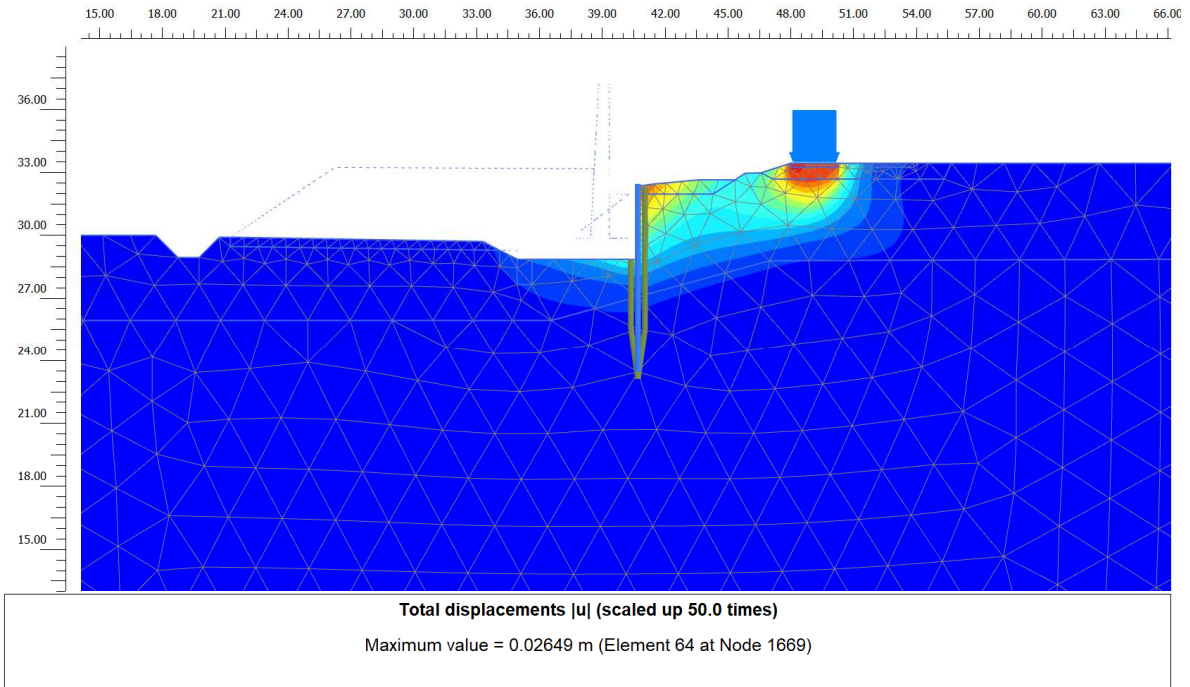 15.00 18.00 21.00 24.00 27.00 30.00 33.00 36.00 39.00 42.00 45.00 48.00 51.00 54.00 57.00 60.00 63.00 66.00
36.00
33.00
30.00
27.00
24.00
21.00
18.00
15.00
Total displacements |u| (scaled up 50.0 times)
Maximum value = 0.02649 m (Element 64 at Node 1669)